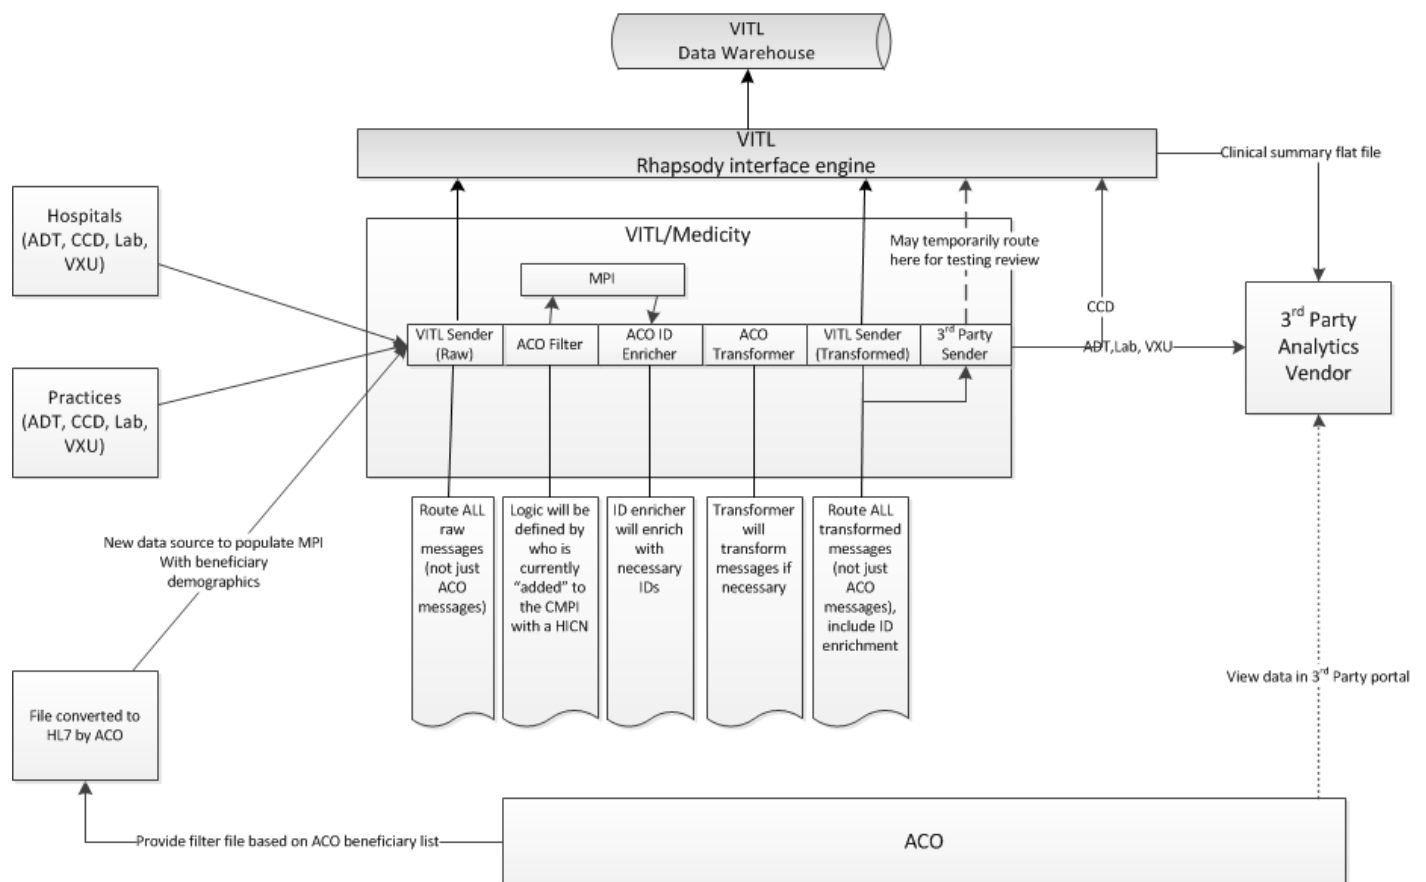 VITL
Data Warehouse
VITL
Rhapsody interface engine
Clinical summary flat file
Hospitals
(ADT, CCD, Lab,
VXU)
VITL/Medicity
May temporarily route
here for testing review
MPI
CCD
VITL Sender
(Raw)
ACO Filter
ACO ID
Enricher
ACO
Transformer
VITL Sender
(Transformed)
3rd Party
Sender
ADT,Lab, VXU
3rd Party
Analytics
Vendor
Practices
(ADT, CCD, Lab,
VXU)
Route ALL
raw
messages
(not just
ACO
messages)
Logic will be
defined by
who is
currently
“added” to
the CMPI
with a HICN
ID enricher
will enrich
with
necessary
IDs
Transformer
will
transform
messages if
necessary
Route ALL
transformed
messages
(not just
ACO
messages),
include ID
enrichment
New data source to populate MPI
With beneficiary
demographics
File converted to
HL7 by ACO
View data in 3rd Party portal
Provide filter file based on ACO beneficiary list
ACO